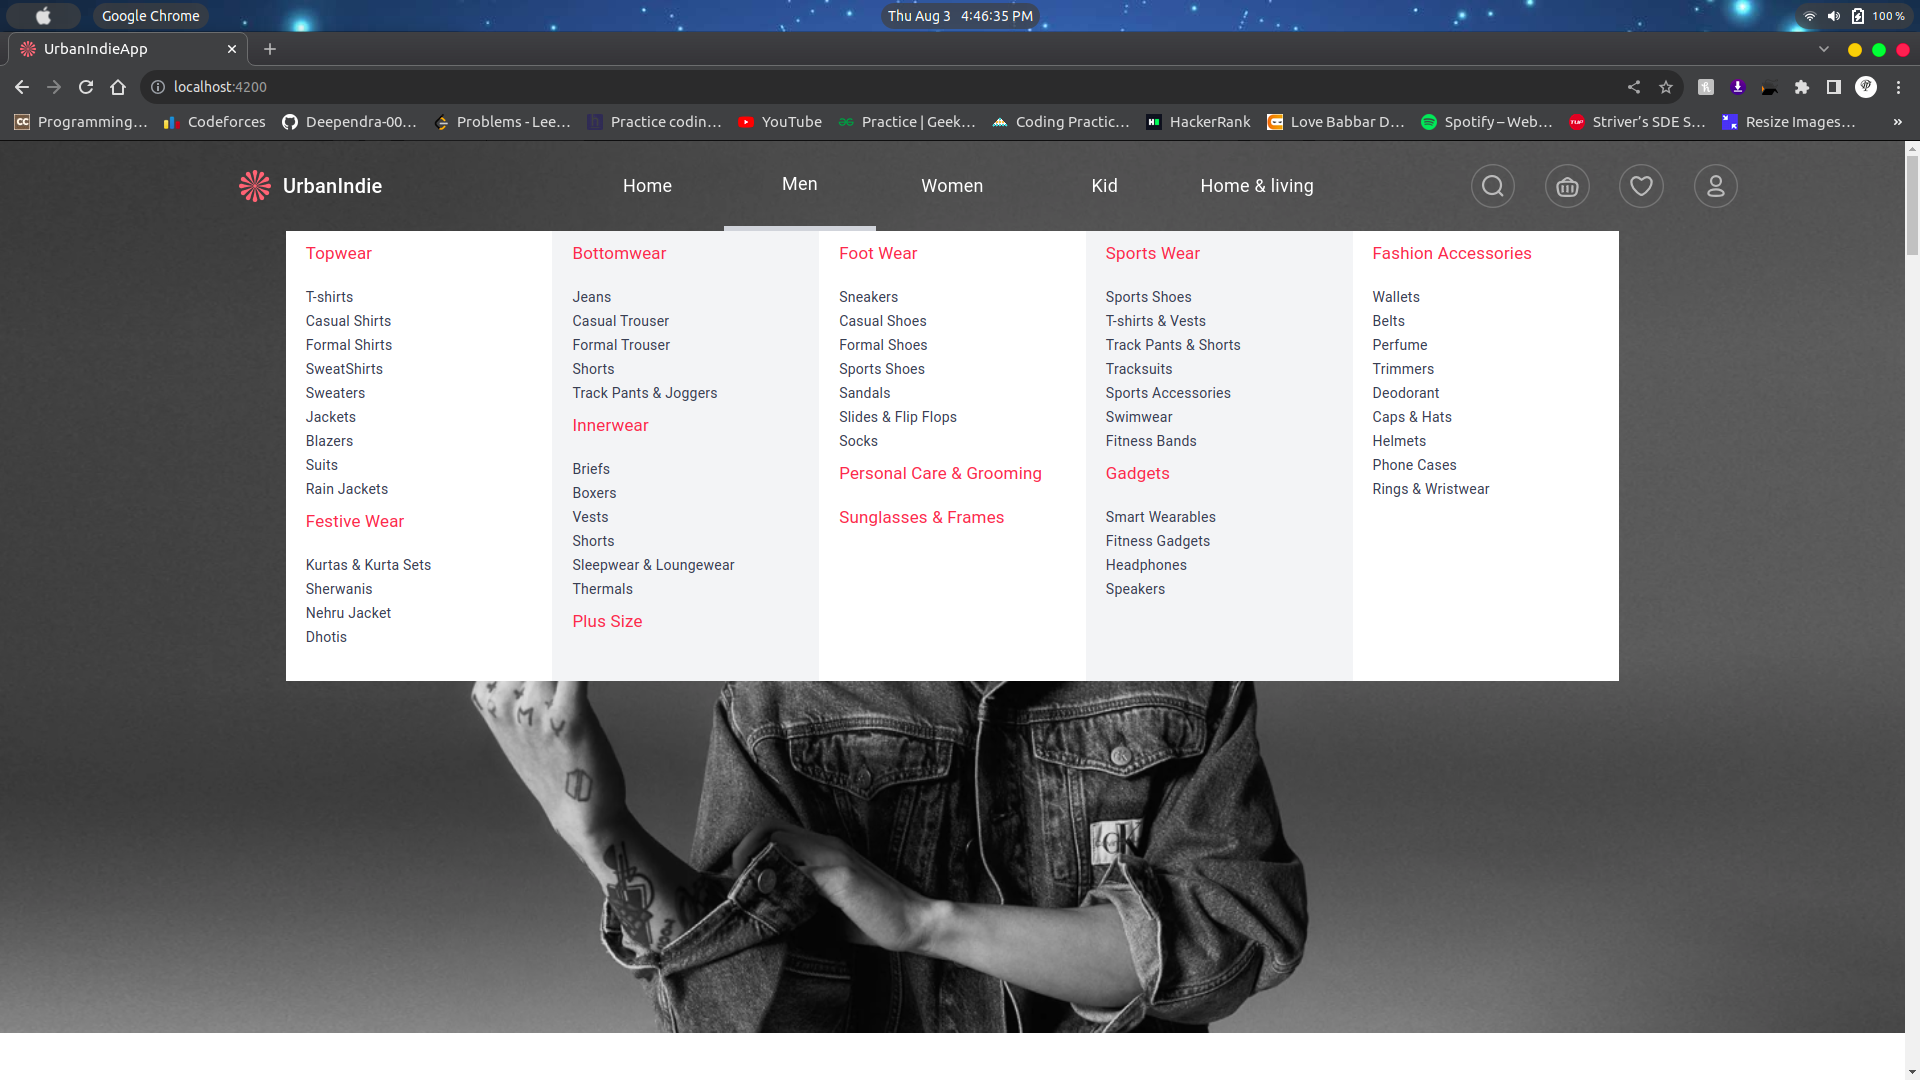 Google Chrome
Thu Aug 3 4:46:35 PM
100 %
UrbanIndieApp
localhost:4200
Programming...
Codeforces
Deependra-00...
Problems - Lee...
Practice codin...
YouTube
Practice | Geek...
Coding Practic...
HackerRank
Love Babbar D...
Spotify – Web...
Striver's SDE S...
Resize Images...
»
UrbanIndie
Home
Men
Women
Kid
Home & living
Topwear
T-shirts
Casual Shirts
Formal Shirts
SweatShirts
Sweaters
Jackets
Blazers
Suits
Rain Jackets
Festive Wear
Kurtas & Kurta Sets
Sherwanis
Nehru Jacket
Dhotis
Bottomwear
Jeans
Casual Trouser
Formal Trouser
Shorts
Track Pants & Joggers
Innerwear
Briefs
Boxers
Vests
Shorts
Sleepwear & Loungewear
Thermals
Plus Size
Foot Wear
Sneakers
Casual Shoes
Formal Shoes
Sports Shoes
Sandals
Slides & Flip Flops
Socks
Personal Care & Grooming
Sunglasses & Frames
Sports Wear
Sports Shoes
T-shirts & Vests
Track Pants & Shorts
Tracksuits
Sports Accessories
Swimwear
Fitness Bands
Gadgets
Smart Wearables
Fitness Gadgets
Headphones
Speakers
Fashion Accessories
Wallets
Belts
Perfume
Trimmers
Deodorant
Caps & Hats
Helmets
Phone Cases
Rings & Wristwear